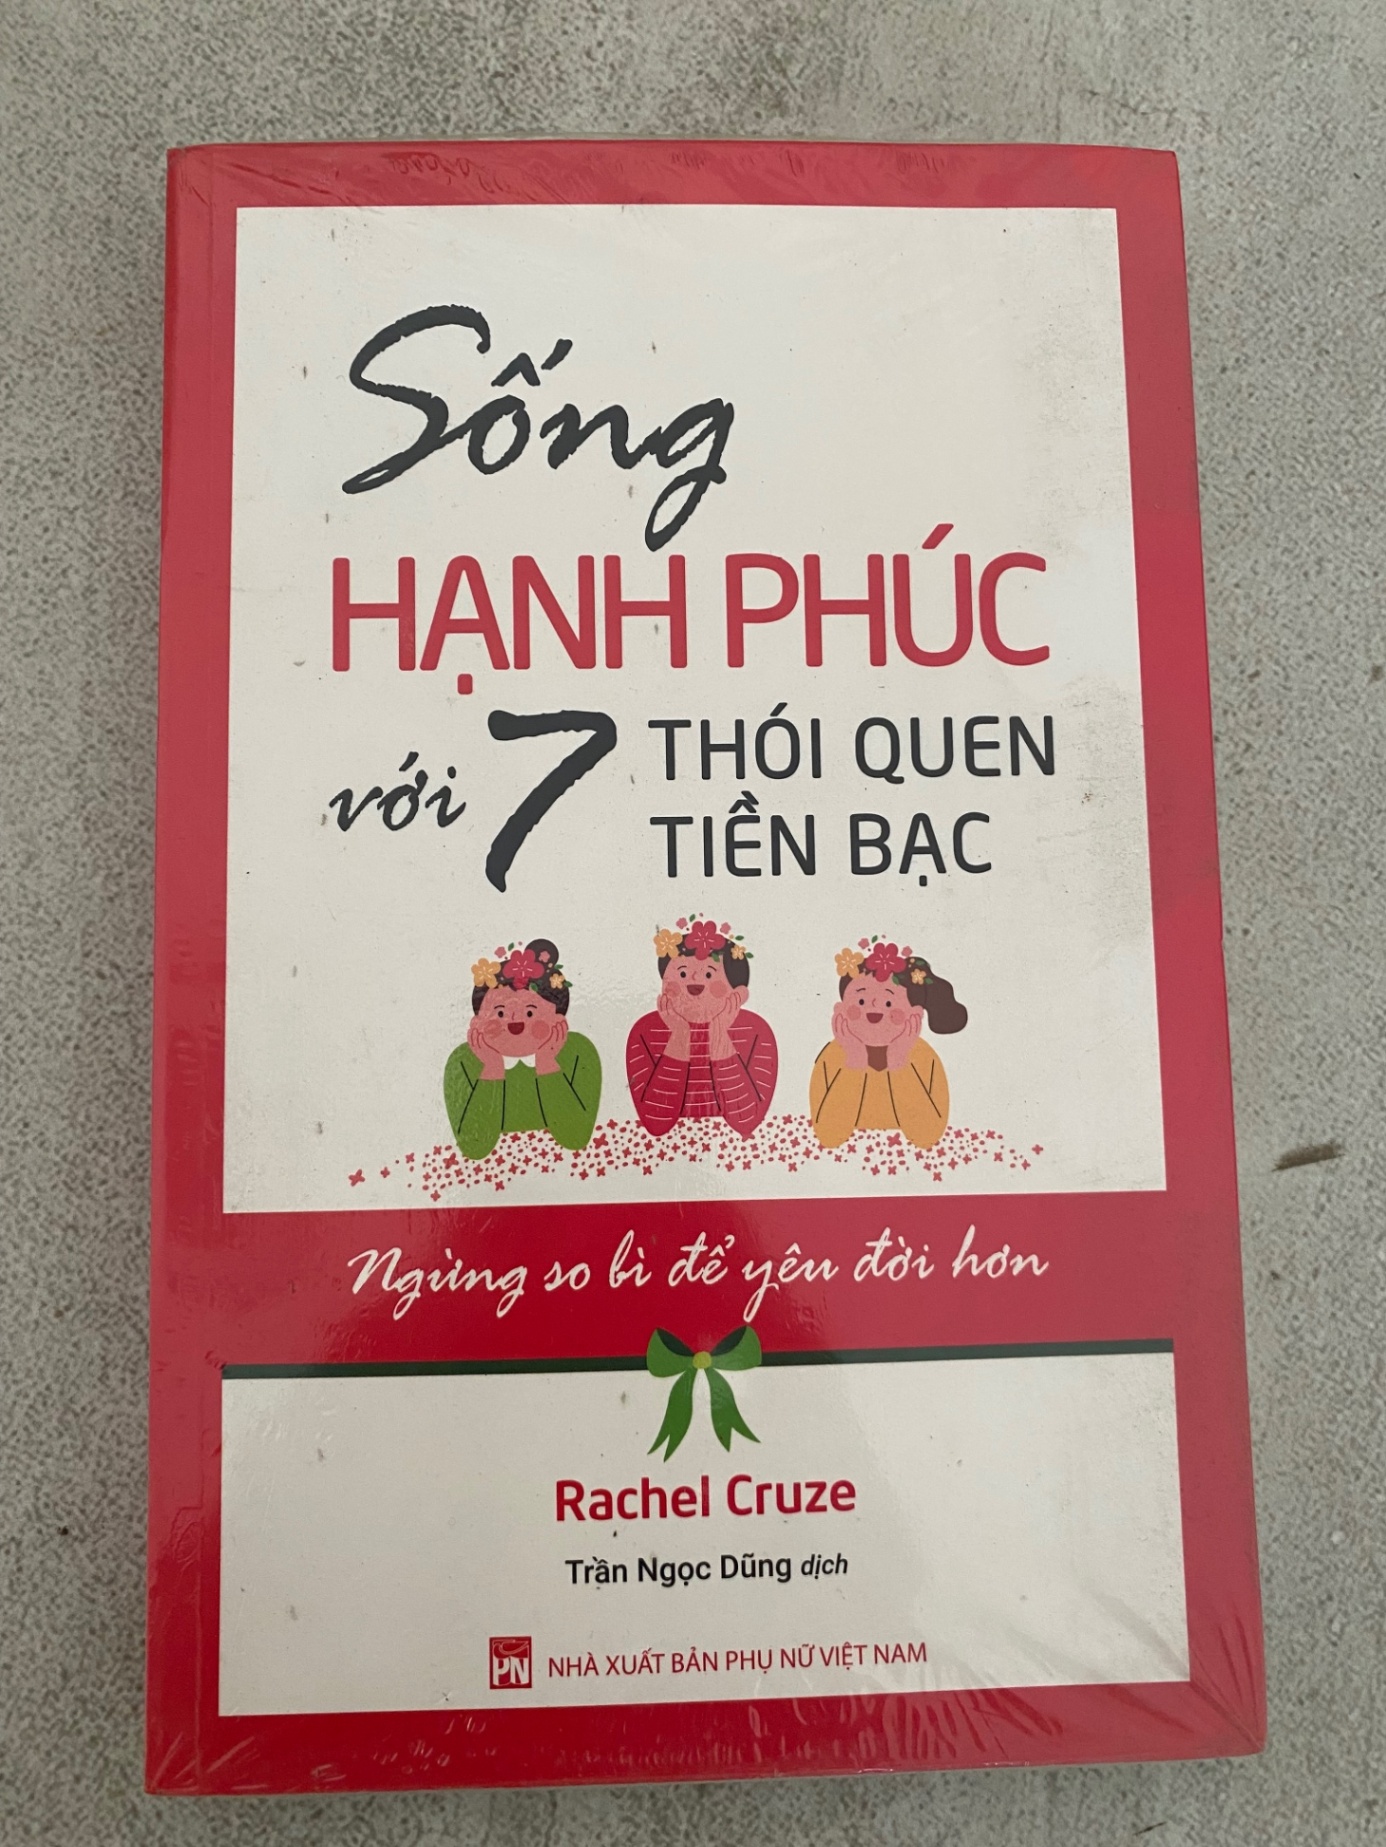 Sống
HẠNH PHÚC
với 7 THÓI QUEN
TIỀN BẠC
Ngừng so bì để yêu đời hơn
Rachel Cruze
Trần Ngọc Dũng dịch
PN NHÀ XUẤT BẢN PHỤ NỮ VIỆT NAM